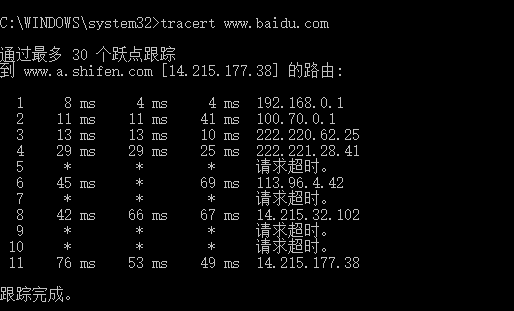 C:\WINDOWS\system32>tracert www.baidu.com
通过最多 30 个跃点跟踪
到 www.a.shifen.com [14.215.177.38] 的路由:
1 8 ms 4 ms 4 ms 192.168.0.1
2 11 ms 11 ms 41 ms 100.70.0.1
3 13 ms 13 ms 10 ms 222.220.62.25
4 29 ms 29 ms 25 ms 222.221.28.41
5 * * * 请求超时。
6 45 ms * 69 ms 113.96.4.42
7 * * * 请求超时。
8 42 ms 66 ms 67 ms 14.215.32.102
9 * * * 请求超时。
10 * * * 请求超时。
11 76 ms 53 ms 49 ms 14.215.177.38
跟踪完成。